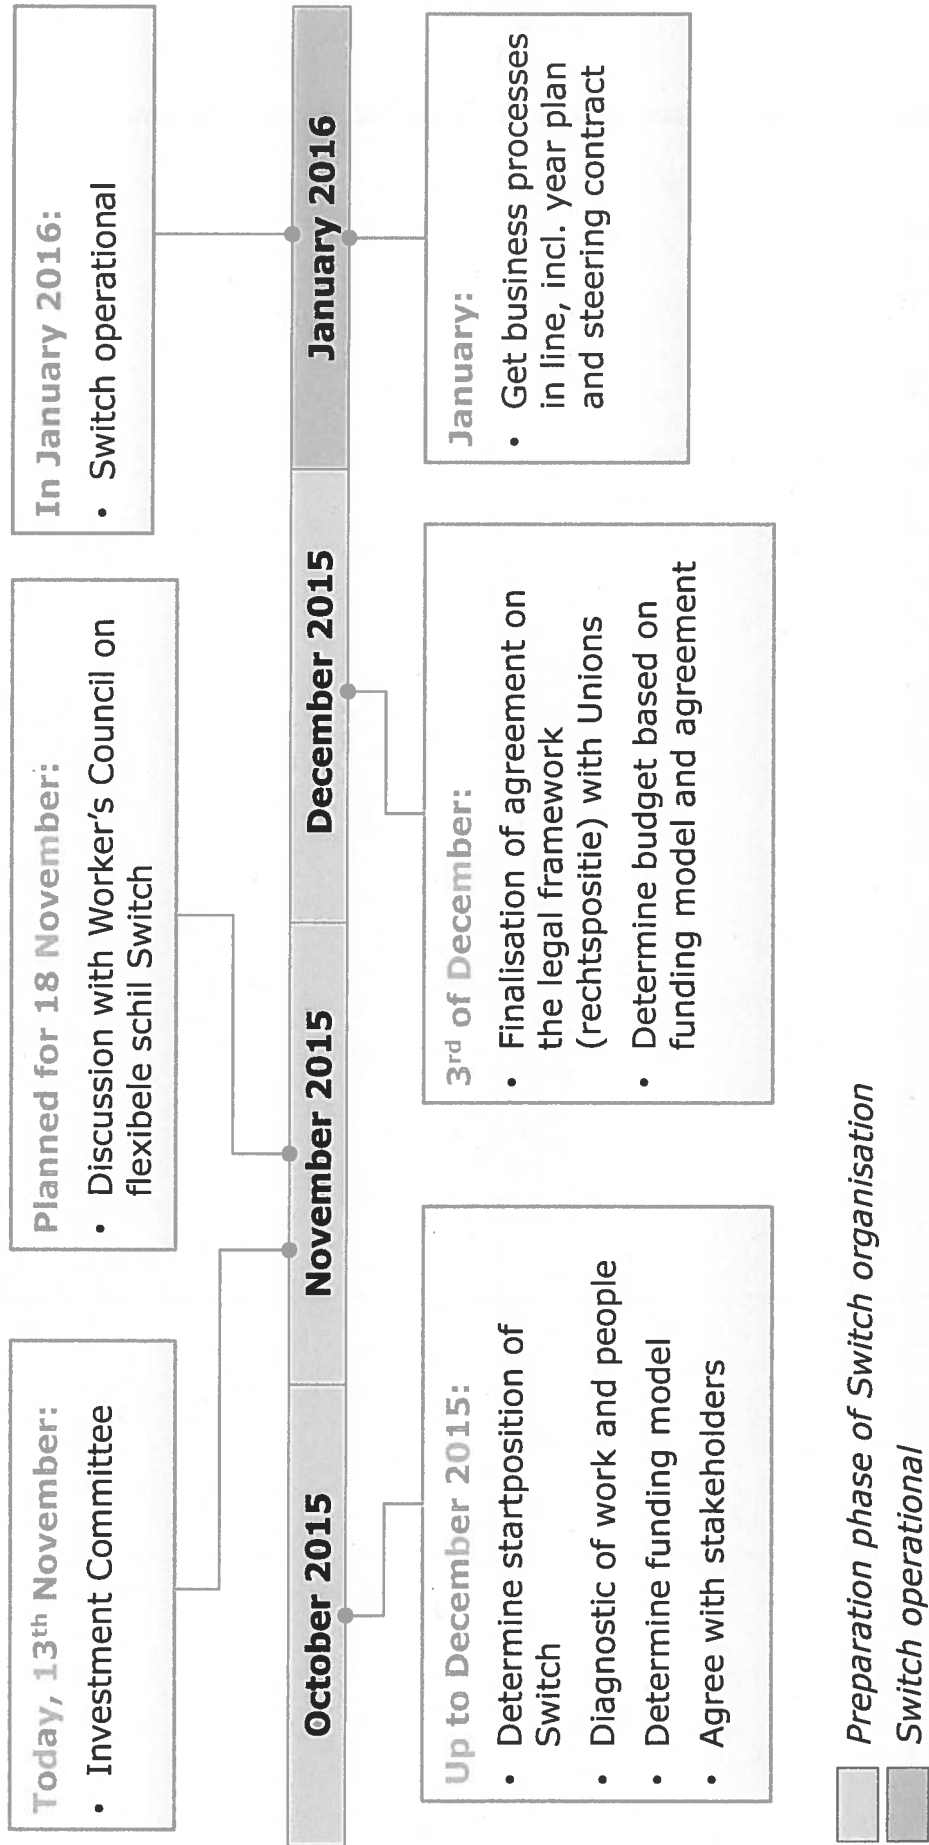 Today, 13th November:
• Investment Committee
Planned for 18 November:
• Discussion with Worker's Council on
flexibele schil Switch
In January 2016:
• Switch operational
October 2015
November 2015
December 2015
January 2016
Up to December 2015:
• Determine startposition of
Switch
• Diagnostic of work and people
• Determine funding model
• Agree with stakeholders
3rd of December:
• Finalisation of agreement on
the legal framework
(rechtspositie) with Unions
• Determine budget based on
funding model and agreement
January:
• Get business processes
in line, incl. year plan
and steering contract
Preparation phase of Switch organisation
Switch operational